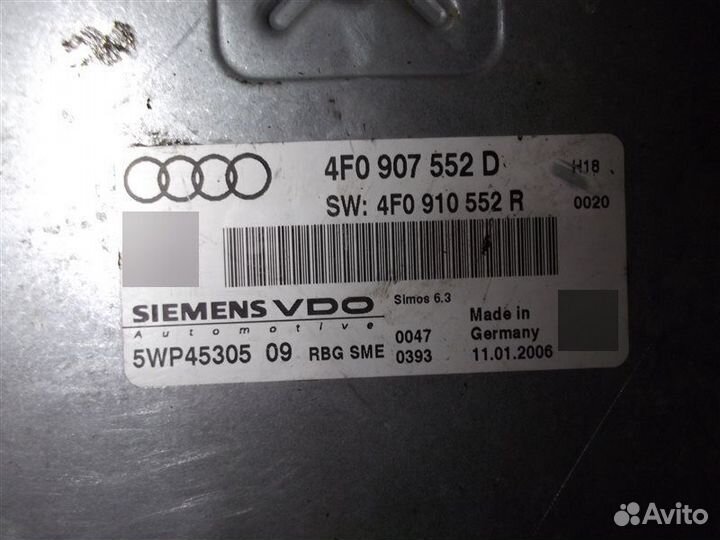 4F0 907 552 D
H18
SW: 4F0 910 552 R
0020
SIEMENS VDO
Automotive
Simos 6.3
Made in
Germany
5WP45305 09 RBG SME
0047
0393
11.01.2006
Avito